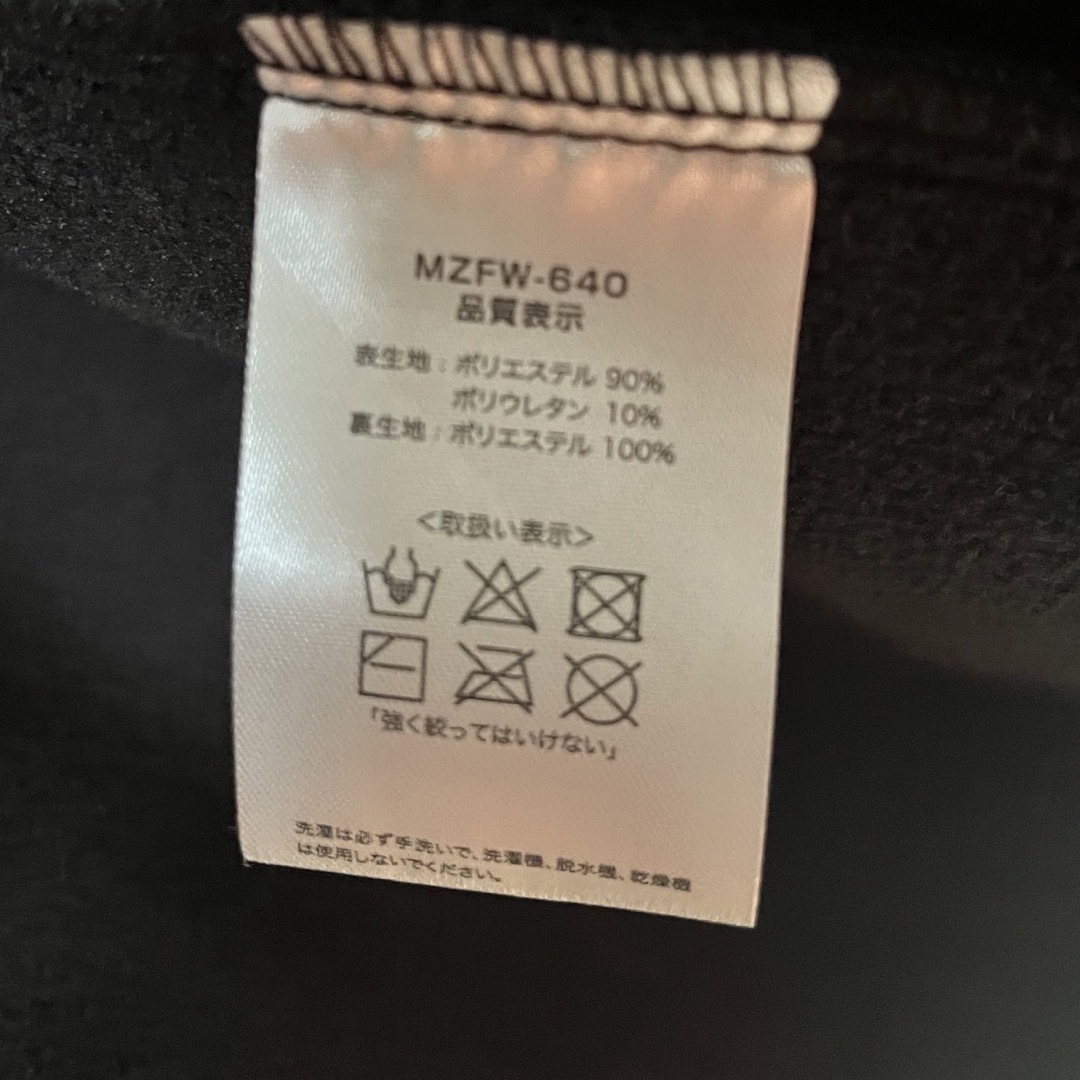 MZFW-640
品質表示
表生地：ポリエステル 90%
ポリウレタン 10%
裏生地：ポリエステル 100%
＜取扱い表示＞
「強く絞ってはいけない」
洗濯は必ず手洗いで、洗濯機、脱水機、乾燥機
は使用しないでください。